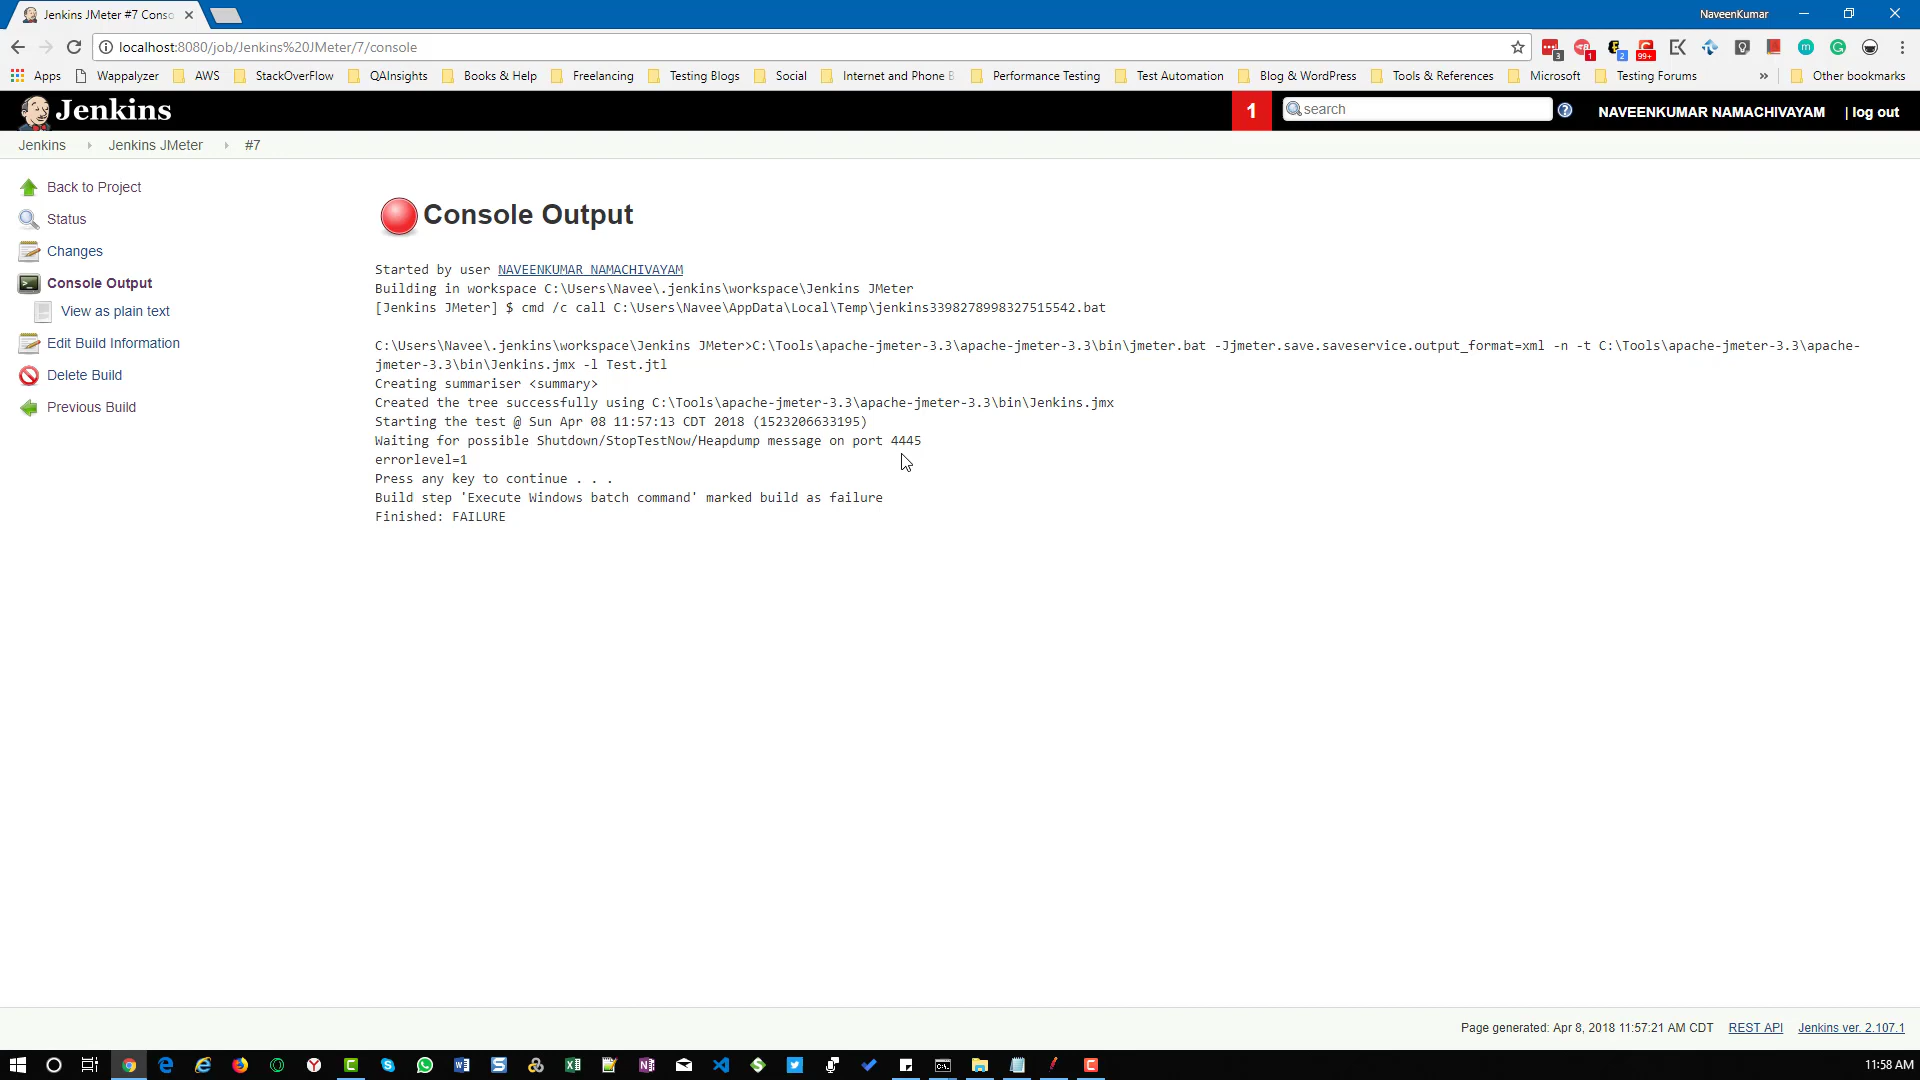 Jenkins JMeter #7 Conso
NaveenKumar
localhost:8080/job/Jenkins%20JMeter/7/console
3
1
2
99+
Apps
Wappalyzer
AWS
StackOverFlow
QAInsights
Books & Help
Freelancing
Testing Blogs
Social
Internet and Phone B
Performance Testing
Test Automation
Blog & WordPress
Tools & References
Microsoft
Testing Forums
»
Other bookmarks
Jenkins
1
search
NAVEENKUMAR NAMACHIVAYAM
| log out
Jenkins
Jenkins JMeter
#7
Back to Project
Status
Changes
Console Output
View as plain text
Edit Build Information
Delete Build
Previous Build
Console Output
Started by user NAVEENKUMAR NAMACHIVAYAM
Building in workspace C:\Users\Navee\.jenkins\workspace\Jenkins JMeter
[Jenkins JMeter] $ cmd /c call C:\Users\Navee\AppData\Local\Temp\jenkins3398278998327515542.bat
C:\Users\Navee\.jenkins\workspace\Jenkins JMeter>C:\Tools\apache-jmeter-3.3\apache-jmeter-3.3\bin\jmeter.bat -Jjmeter.save.saveservice.output_format=xml -n -t C:\Tools\apache-jmeter-3.3\apache-
jmeter-3.3\bin\Jenkins.jmx -l Test.jtl
Creating summariser <summary>
Created the tree successfully using C:\Tools\apache-jmeter-3.3\apache-jmeter-3.3\bin\Jenkins.jmx
Starting the test @ Sun Apr 08 11:57:13 CDT 2018 (1523206633195)
Waiting for possible Shutdown/StopTestNow/Heapdump message on port 4445
errorlevel=1
Press any key to continue . . .
Build step 'Execute Windows batch command' marked build as failure
Finished: FAILURE
Page generated: Apr 8, 2018 11:57:21 AM CDT
REST API
Jenkins ver. 2.107.1
11:58 AM